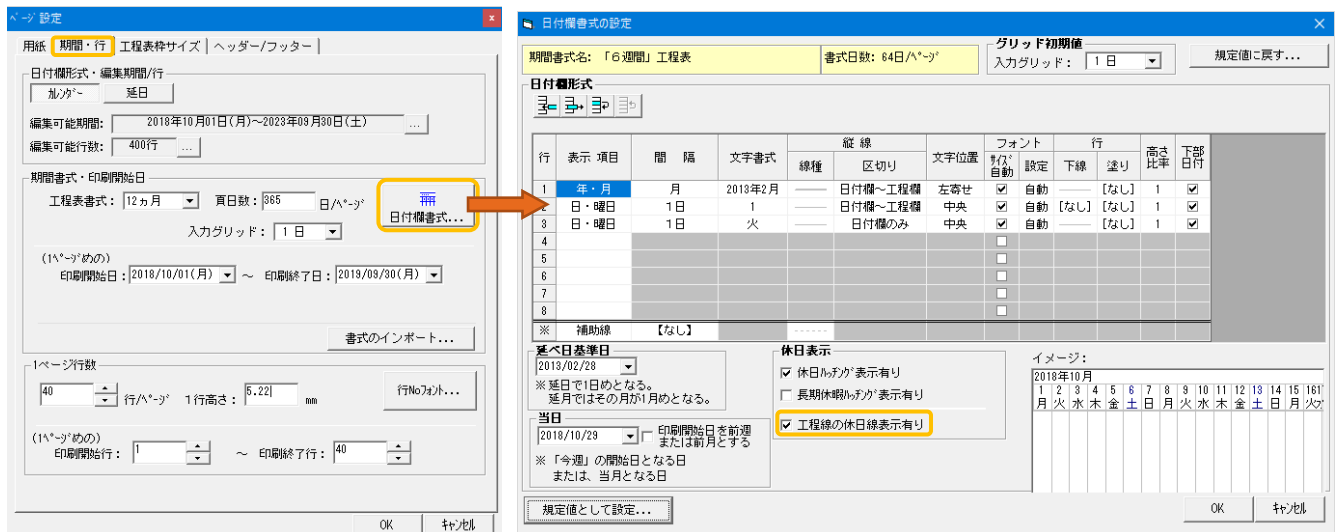 ページ設定
用紙 期間・行 工程表枠サイズ ヘッダー/フッター
日付欄形式・編集期間/行
カレンダー 延日
編集可能期間: 2018年10月01日(月)～2023年09月30日(土) ...
編集可能行数: 400行 ...
期間書式・印刷開始日
工程表書式: 12ヵ月 頁日数: 365 日/ページ
日付欄書式...
入力グリッド: 1日
(1ページめの)
印刷開始日: 2018/10/01(月) ～ 印刷終了日: 2019/09/30(月)
書式のインポート...
1ページ行数
40 行/ページ 1行高さ: 5.22 mm 行Noフォント...
(1ページめの)
印刷開始行: 1 ～ 印刷終了行: 40
OK キャンセル
日付欄書式の設定
期間書式名: 「６週間」工程表 書式日数: 64日/ページ
グリッド初期値
入力グリッド: 1日
規定値に戻す...
日付欄形式
行 表示 項目 間 隔 文字書式 縦 線 文字位置 フォント 行 高さ比率 下部日付
線種 区切り サイズ自動 設定 下線 塗り
1 年・月 月 2013年2月 日付欄～工程欄 左寄せ 自動 [なし] 1
2 日・曜日 1日 1 日付欄～工程欄 中央 自動 [なし] [なし] 1
3 日・曜日 1日 火 日付欄のみ 中央 自動 [なし] 1
4
5
6
7
8
※ 補助線 【なし】
延べ日基準日
2013/02/28
※延日で1日めとなる。
延月ではその月が1月めとなる。
当日
2018/10/29
印刷開始日を前週
または前月とする
※「今週」の開始日となる日
または、当月となる日
休日表示
休日ハッチング表示有り
長期休暇ハッチング表示有り
工程線の休日線表示有り
イメージ:
2018年10月
1 2 3 4 5 6 7 8 9 10 11 12 13 14 15 16 1
月 火 水 木 金 土 日 月 火 水 木 金 土 日 月 火
規定値として設定...
OK キャンセル